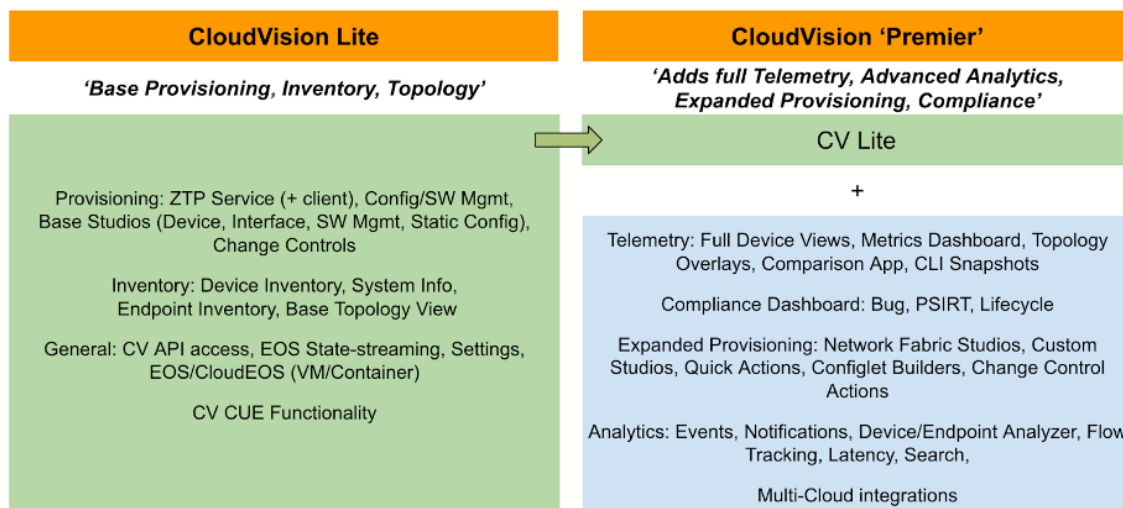 CloudVision Lite
‘Base Provisioning, Inventory, Topology’
Provisioning: ZTP Service (+ client), Config/SW Mgmt,
Base Studios (Device, Interface, SW Mgmt, Static Config),
Change Controls
Inventory: Device Inventory, System Info,
Endpoint Inventory, Base Topology View
General: CV API access, EOS State-streaming, Settings,
EOS/CloudEOS (VM/Container)
CV CUE Functionality
CloudVision ‘Premier’
‘Adds full Telemetry, Advanced Analytics,
Expanded Provisioning, Compliance’
CV Lite
+
Telemetry: Full Device Views, Metrics Dashboard, Topology
Overlays, Comparison App, CLI Snapshots
Compliance Dashboard: Bug, PSIRT, Lifecycle
Expanded Provisioning: Network Fabric Studios, Custom
Studios, Quick Actions, Configlet Builders, Change Control
Actions
Analytics: Events, Notifications, Device/Endpoint Analyzer, Flow
Tracking, Latency, Search,
Multi-Cloud integrations